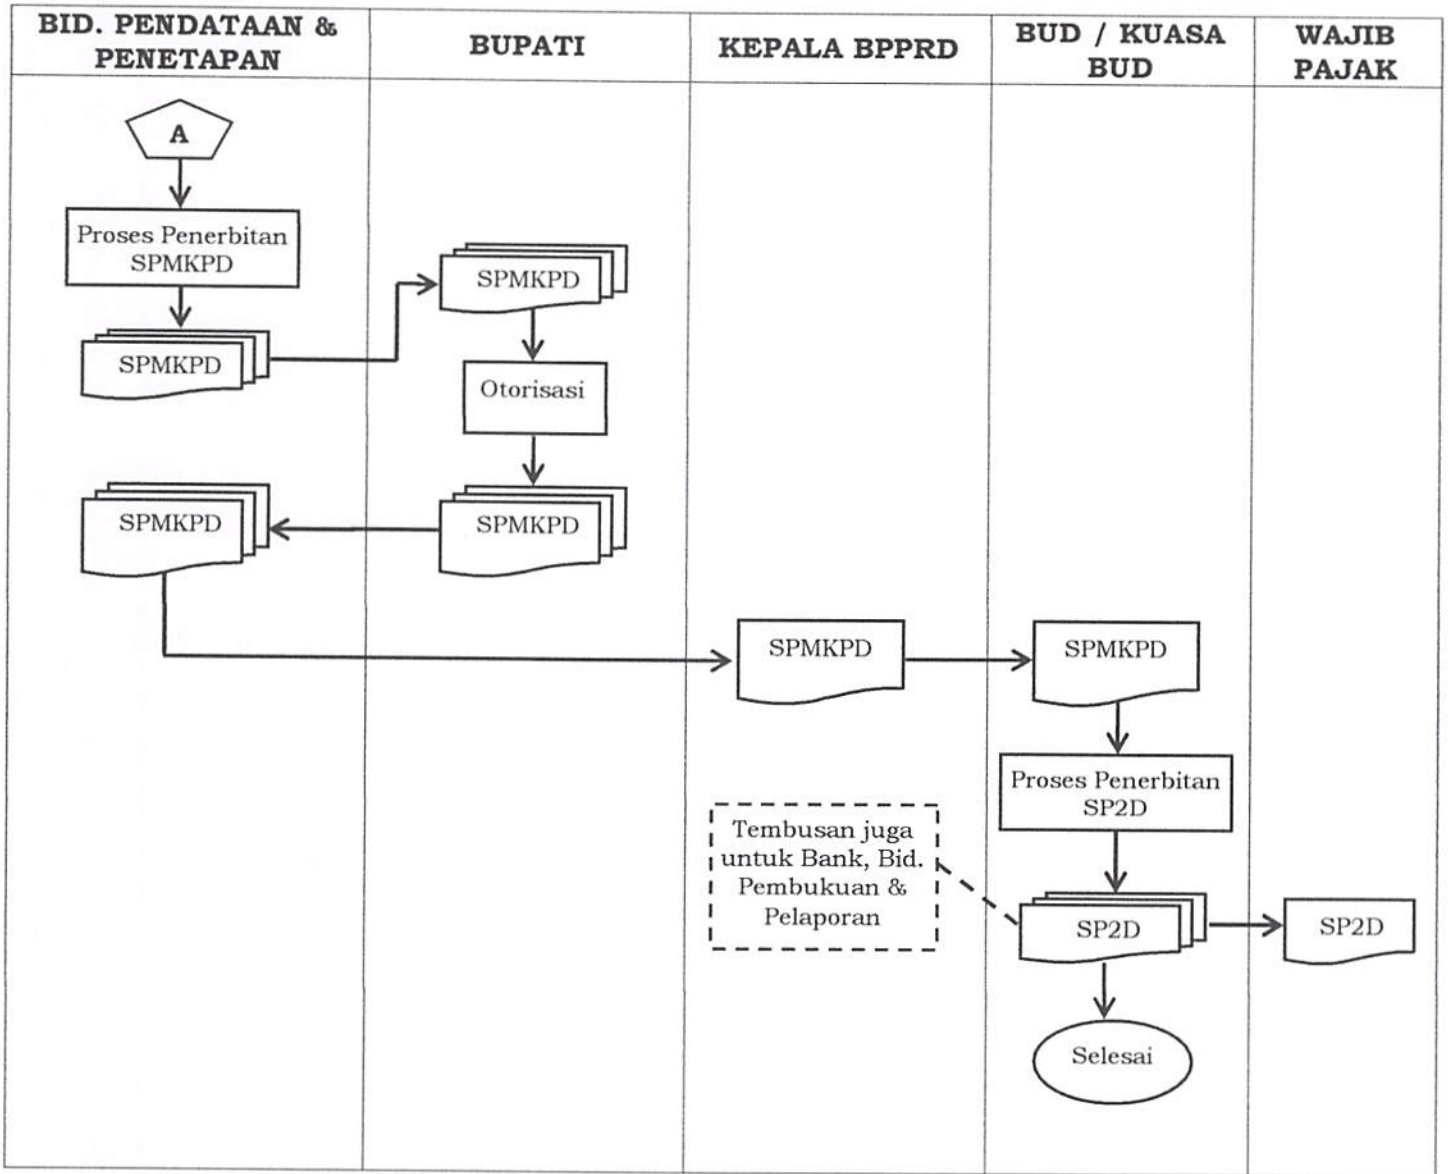 BID. PENDATAAN &
PENETAPAN
BUPATI
KEPALA BPPRD
BUD / KUASA
BUD
WAJIB
PAJAK
A
Proses Penerbitan
SPMKPD
SPMKPD
SPMKPD
Otorisasi
SPMKPD
SPMKPD
SPMKPD
SPMKPD
Proses Penerbitan
SP2D
Tembusan juga
untuk Bank, Bid.
Pembukuan &
Pelaporan
SP2D
SP2D
Selesai